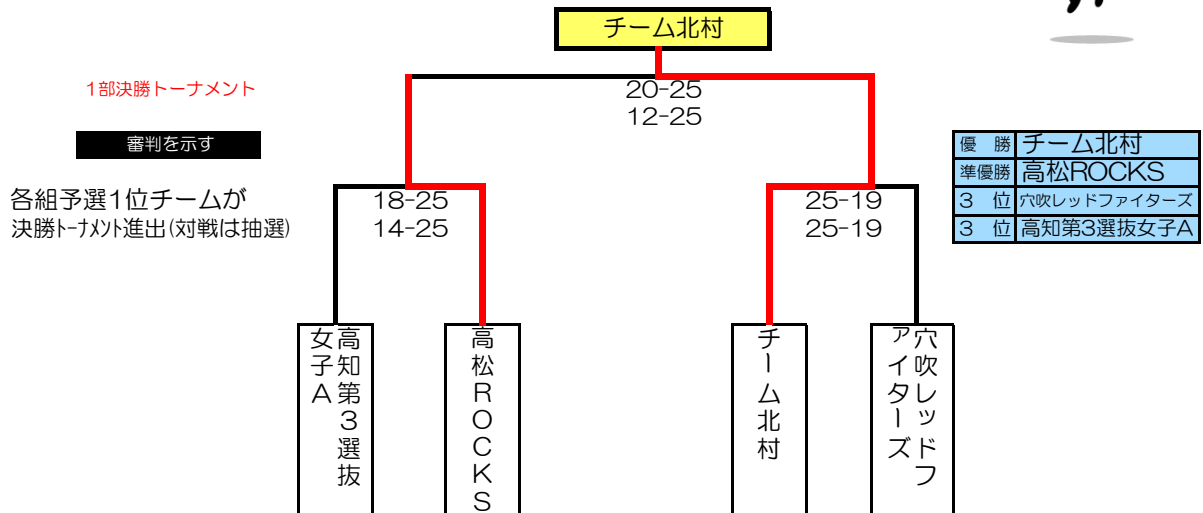 チーム北村
1部決勝トーナメント
20-25
12-25
審判を示す
優　勝 チーム北村
準優勝 高松ROCKS
3　位 穴吹レッドファイターズ
3　位 高知第3選抜女子A
各組予選1位チームが
決勝トーナメント進出(対戦は抽選)
18-25
14-25
25-19
25-19
高知第3選抜
女子A
高松ROCKS
チーム北村
穴吹レッドフ
ァイターズ